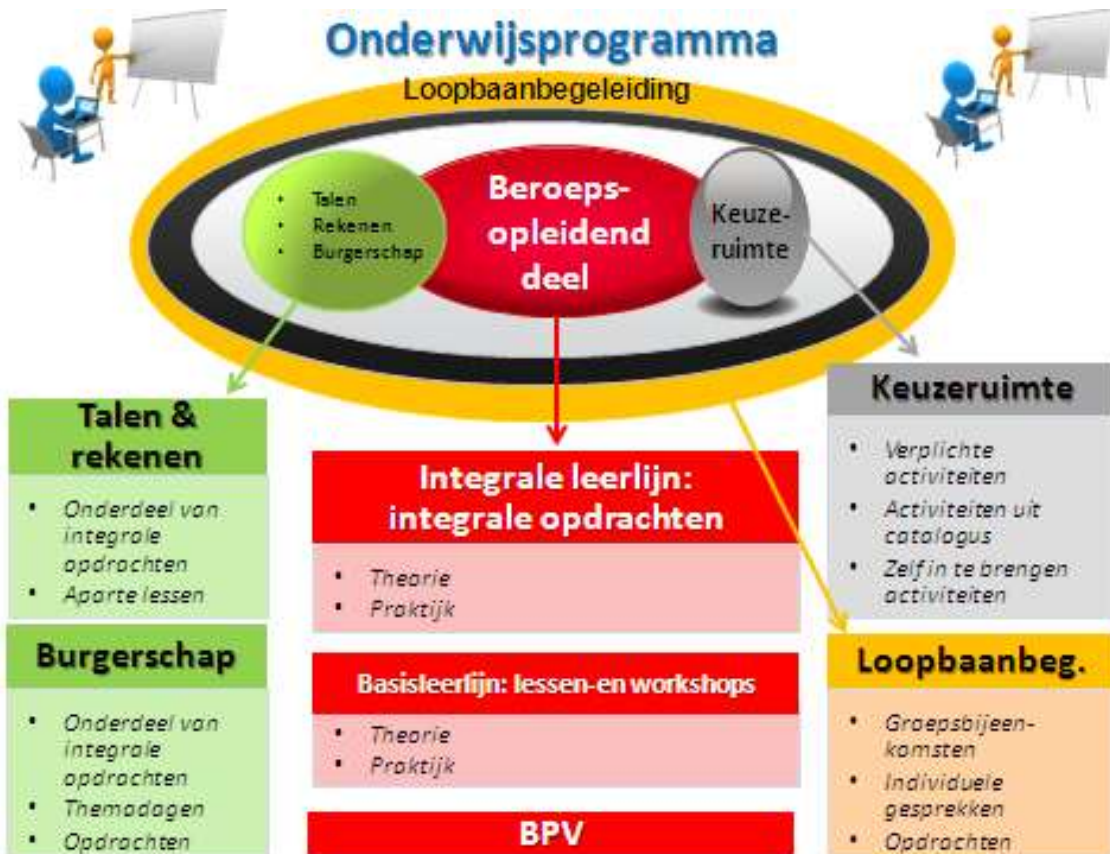 Onderwijsprogramma
Loopbaanbegeleiding
• Talen
• Rekenen
• Burgerschap
Beroeps-
opleidend
deel
Keuze-
ruimte
Talen &
rekenen
• Onderdeel van
integrale
opdrachten
• Aparte lessen
Burgerschap
• Onderdeel van
integrale
opdrachten
• Themadagen
• Opdrachten
Integrale leerlijn:
integrale opdrachten
• Theorie
• Praktijk
Basisleerlijn: lessen-en workshops
• Theorie
• Praktijk
BPV
Keuzeruimte
• Verplichte
activiteiten
• Activiteiten uit
catalogus
• Zelf in te brengen
activiteiten
Loopbaanbeg.
• Groepsbijeen-
komsten
• Individuele
gesprekken
• Opdrachten